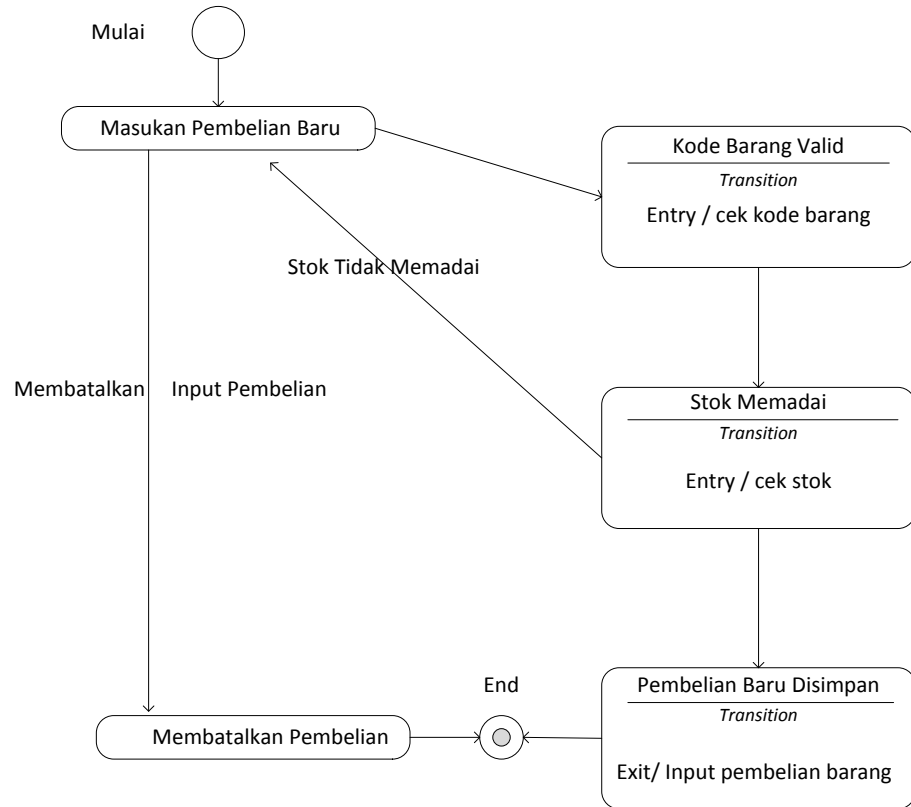 Mulai
Masukan Pembelian Baru
Kode Barang Valid
Transition
Entry / cek kode barang
Stok Tidak Memadai
Membatalkan Input Pembelian
Stok Memadai
Transition
Entry / cek stok
End
Pembelian Baru Disimpan
Transition
Membatalkan Pembelian
Exit/ Input pembelian barang